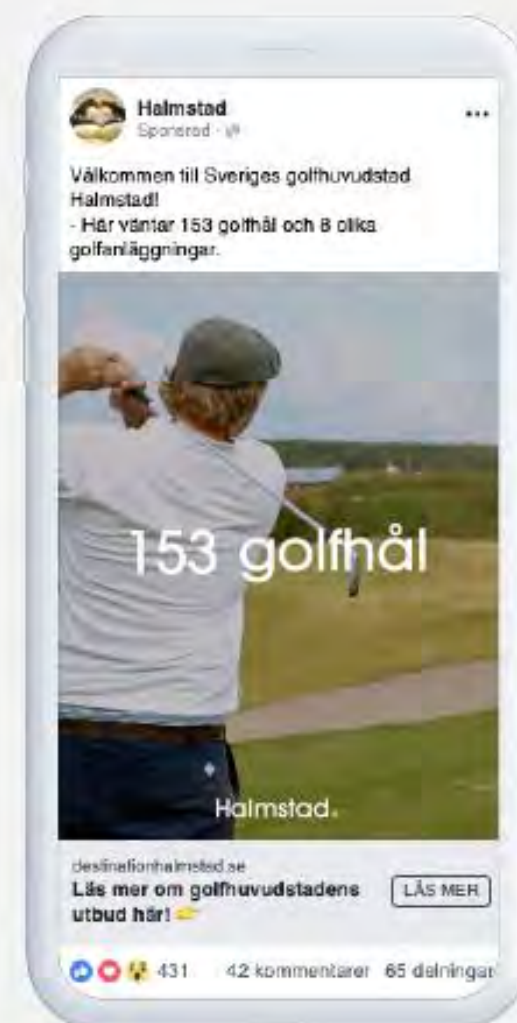 Halmstad
Sponsrad
Välkommen till Sveriges golfhuvudstad
Halmstad!
- Här väntar 153 golfhål och 8 olika
golfanläggningar.
153 golfhål
Halmstad.
destinationhalmstad.se
Läs mer om golfhuvudstadens
utbud här! 👉
LÄS MER
431 42 kommentarer 65 delningar